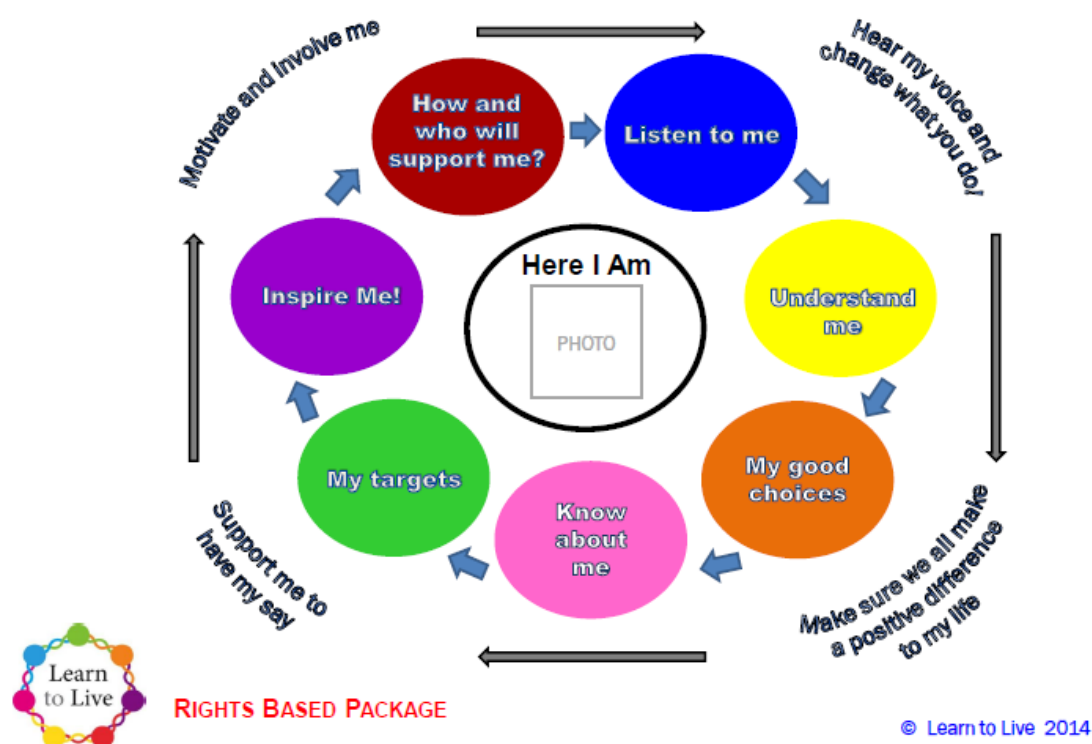 Motivate and involve me
Hear my voice and
change what you do!
How and
who will
support me?
Listen to me
Inspire Me!
Here I Am
PHOTO
Understand
me
My targets
My good
choices
Know
about
me
Support me to
have my say
Make sure we all make
a positive difference
to my life
Learn
to Live
RIGHTS BASED PACKAGE
© Learn to Live 2014